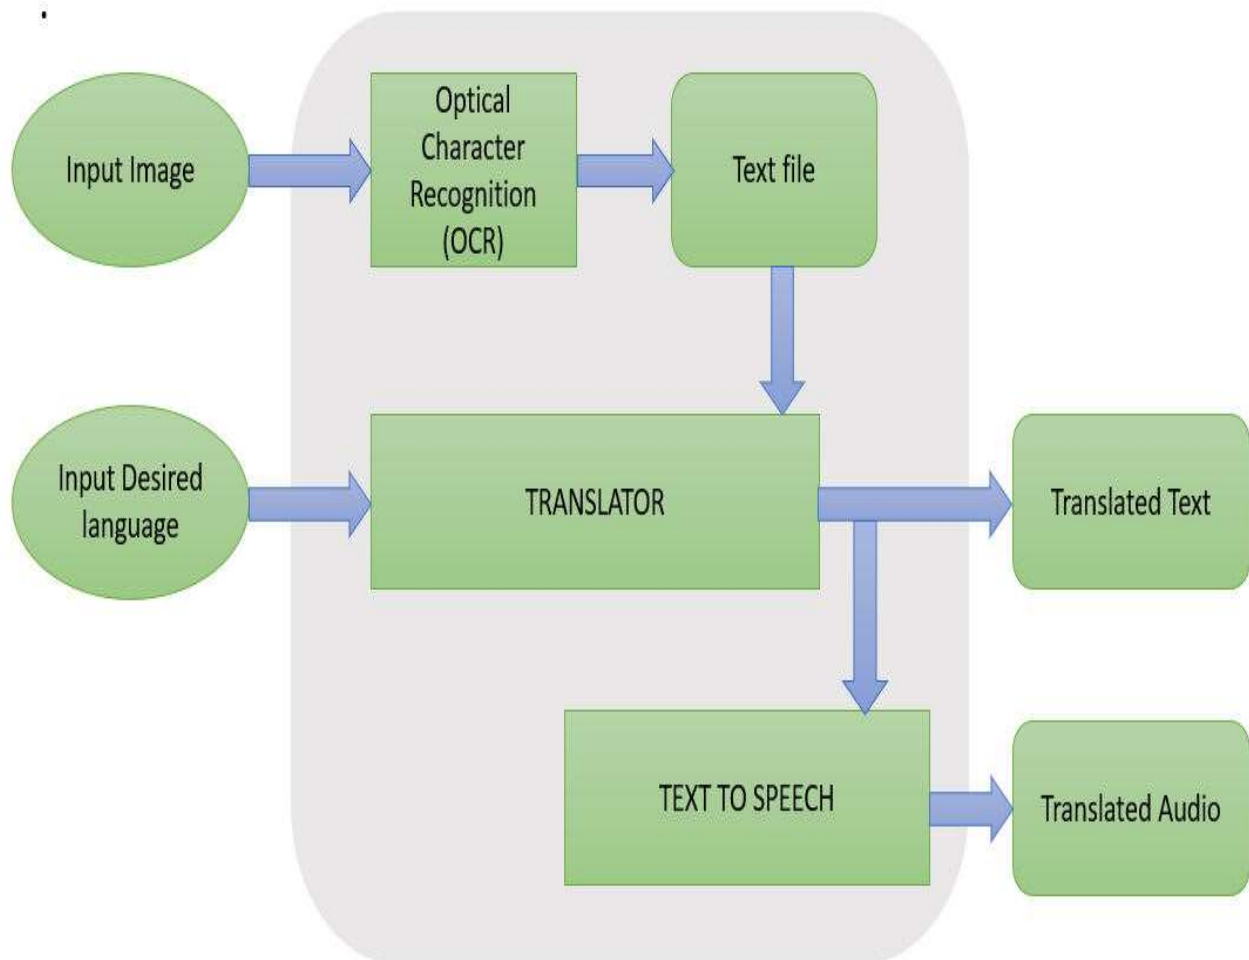 Input Image
Optical
Character
Recognition
(OCR)
Text file
Input Desired
language
TRANSLATOR
Translated Text
TEXT TO SPEECH
Translated Audio